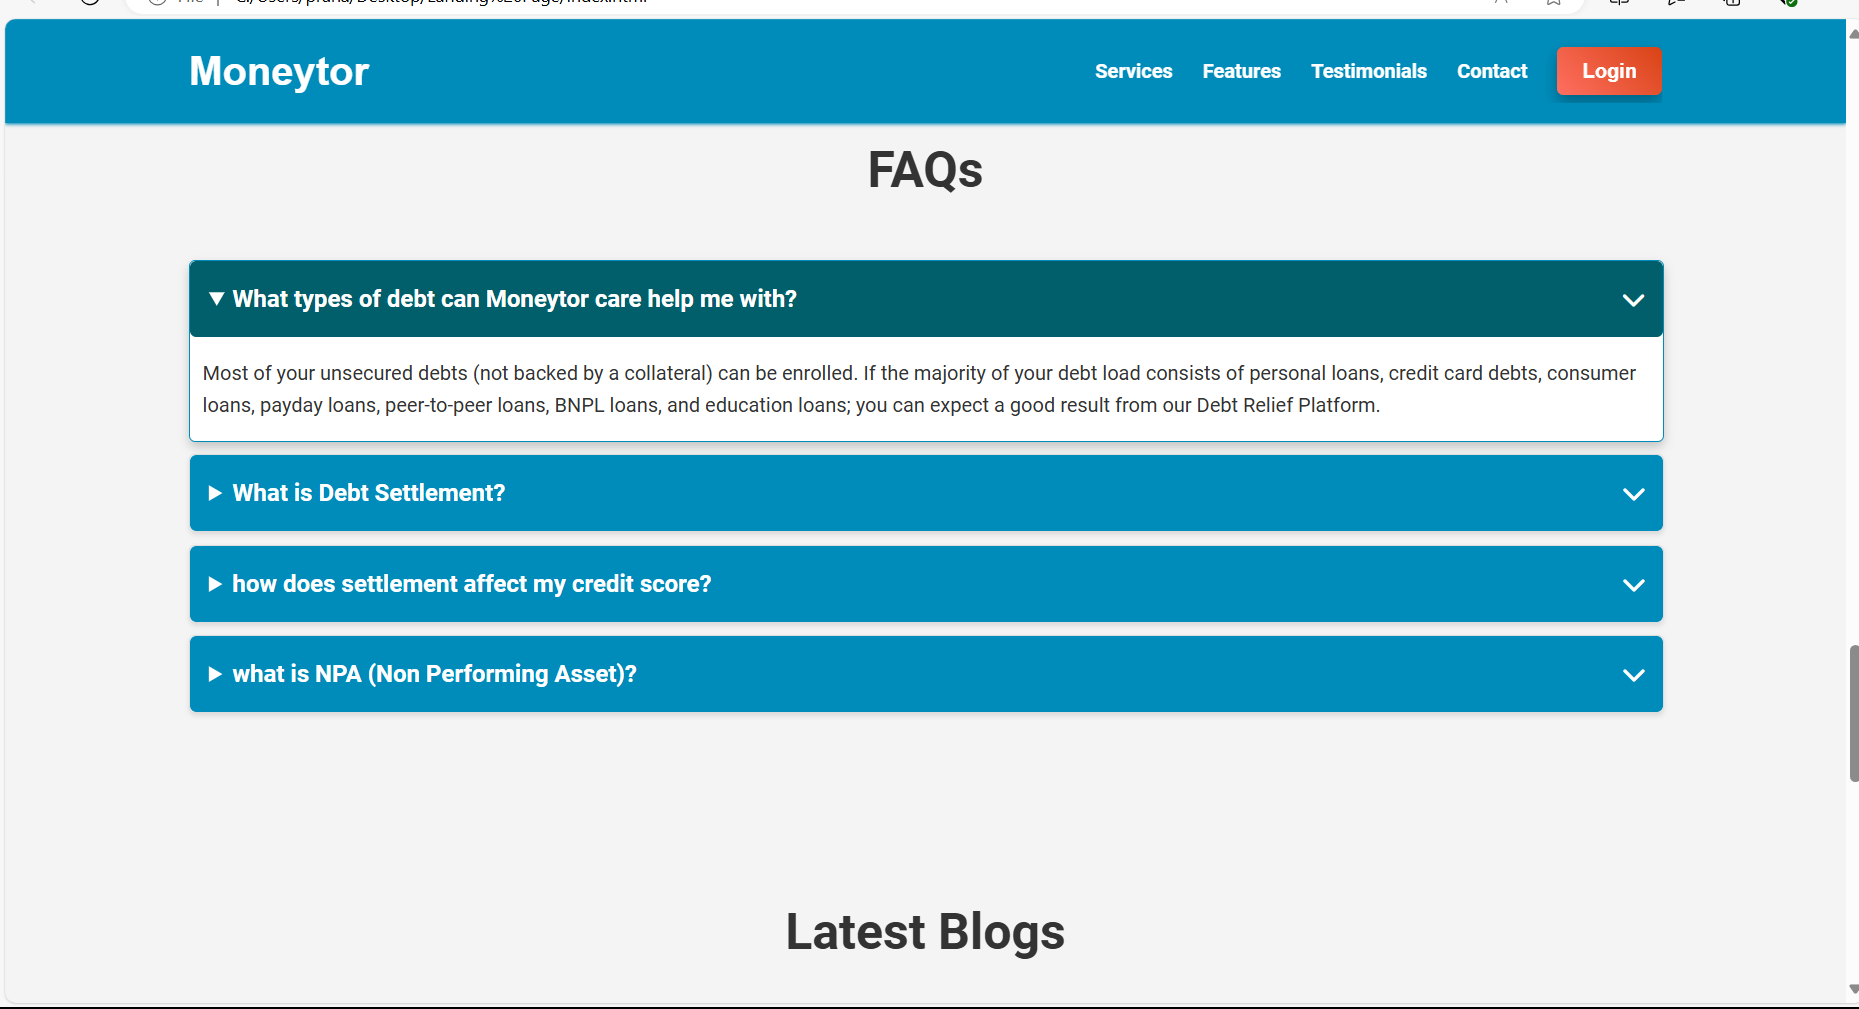 Moneytor
Services Features Testimonials Contact Login
FAQs
What types of debt can Moneytor care help me with?
Most of your unsecured debts (not backed by a collateral) can be enrolled. If the majority of your debt load consists of personal loans, credit card debts, consumer
loans, payday loans, peer-to-peer loans, BNPL loans, and education loans; you can expect a good result from our Debt Relief Platform.
What is Debt Settlement?
how does settlement affect my credit score?
what is NPA (Non Performing Asset)?
Latest Blogs